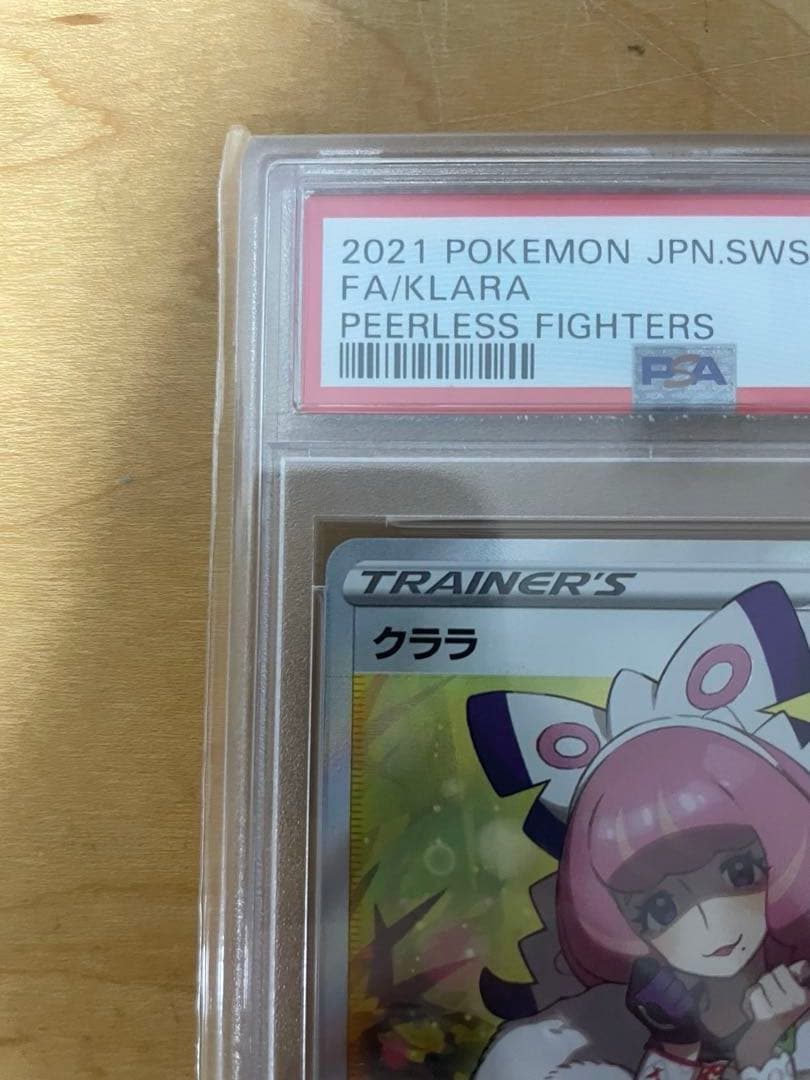 2021 POKEMON JPN.SWS
FA/KLARA
PEERLESS FIGHTERS
PSA
TRAINER'S
クララ